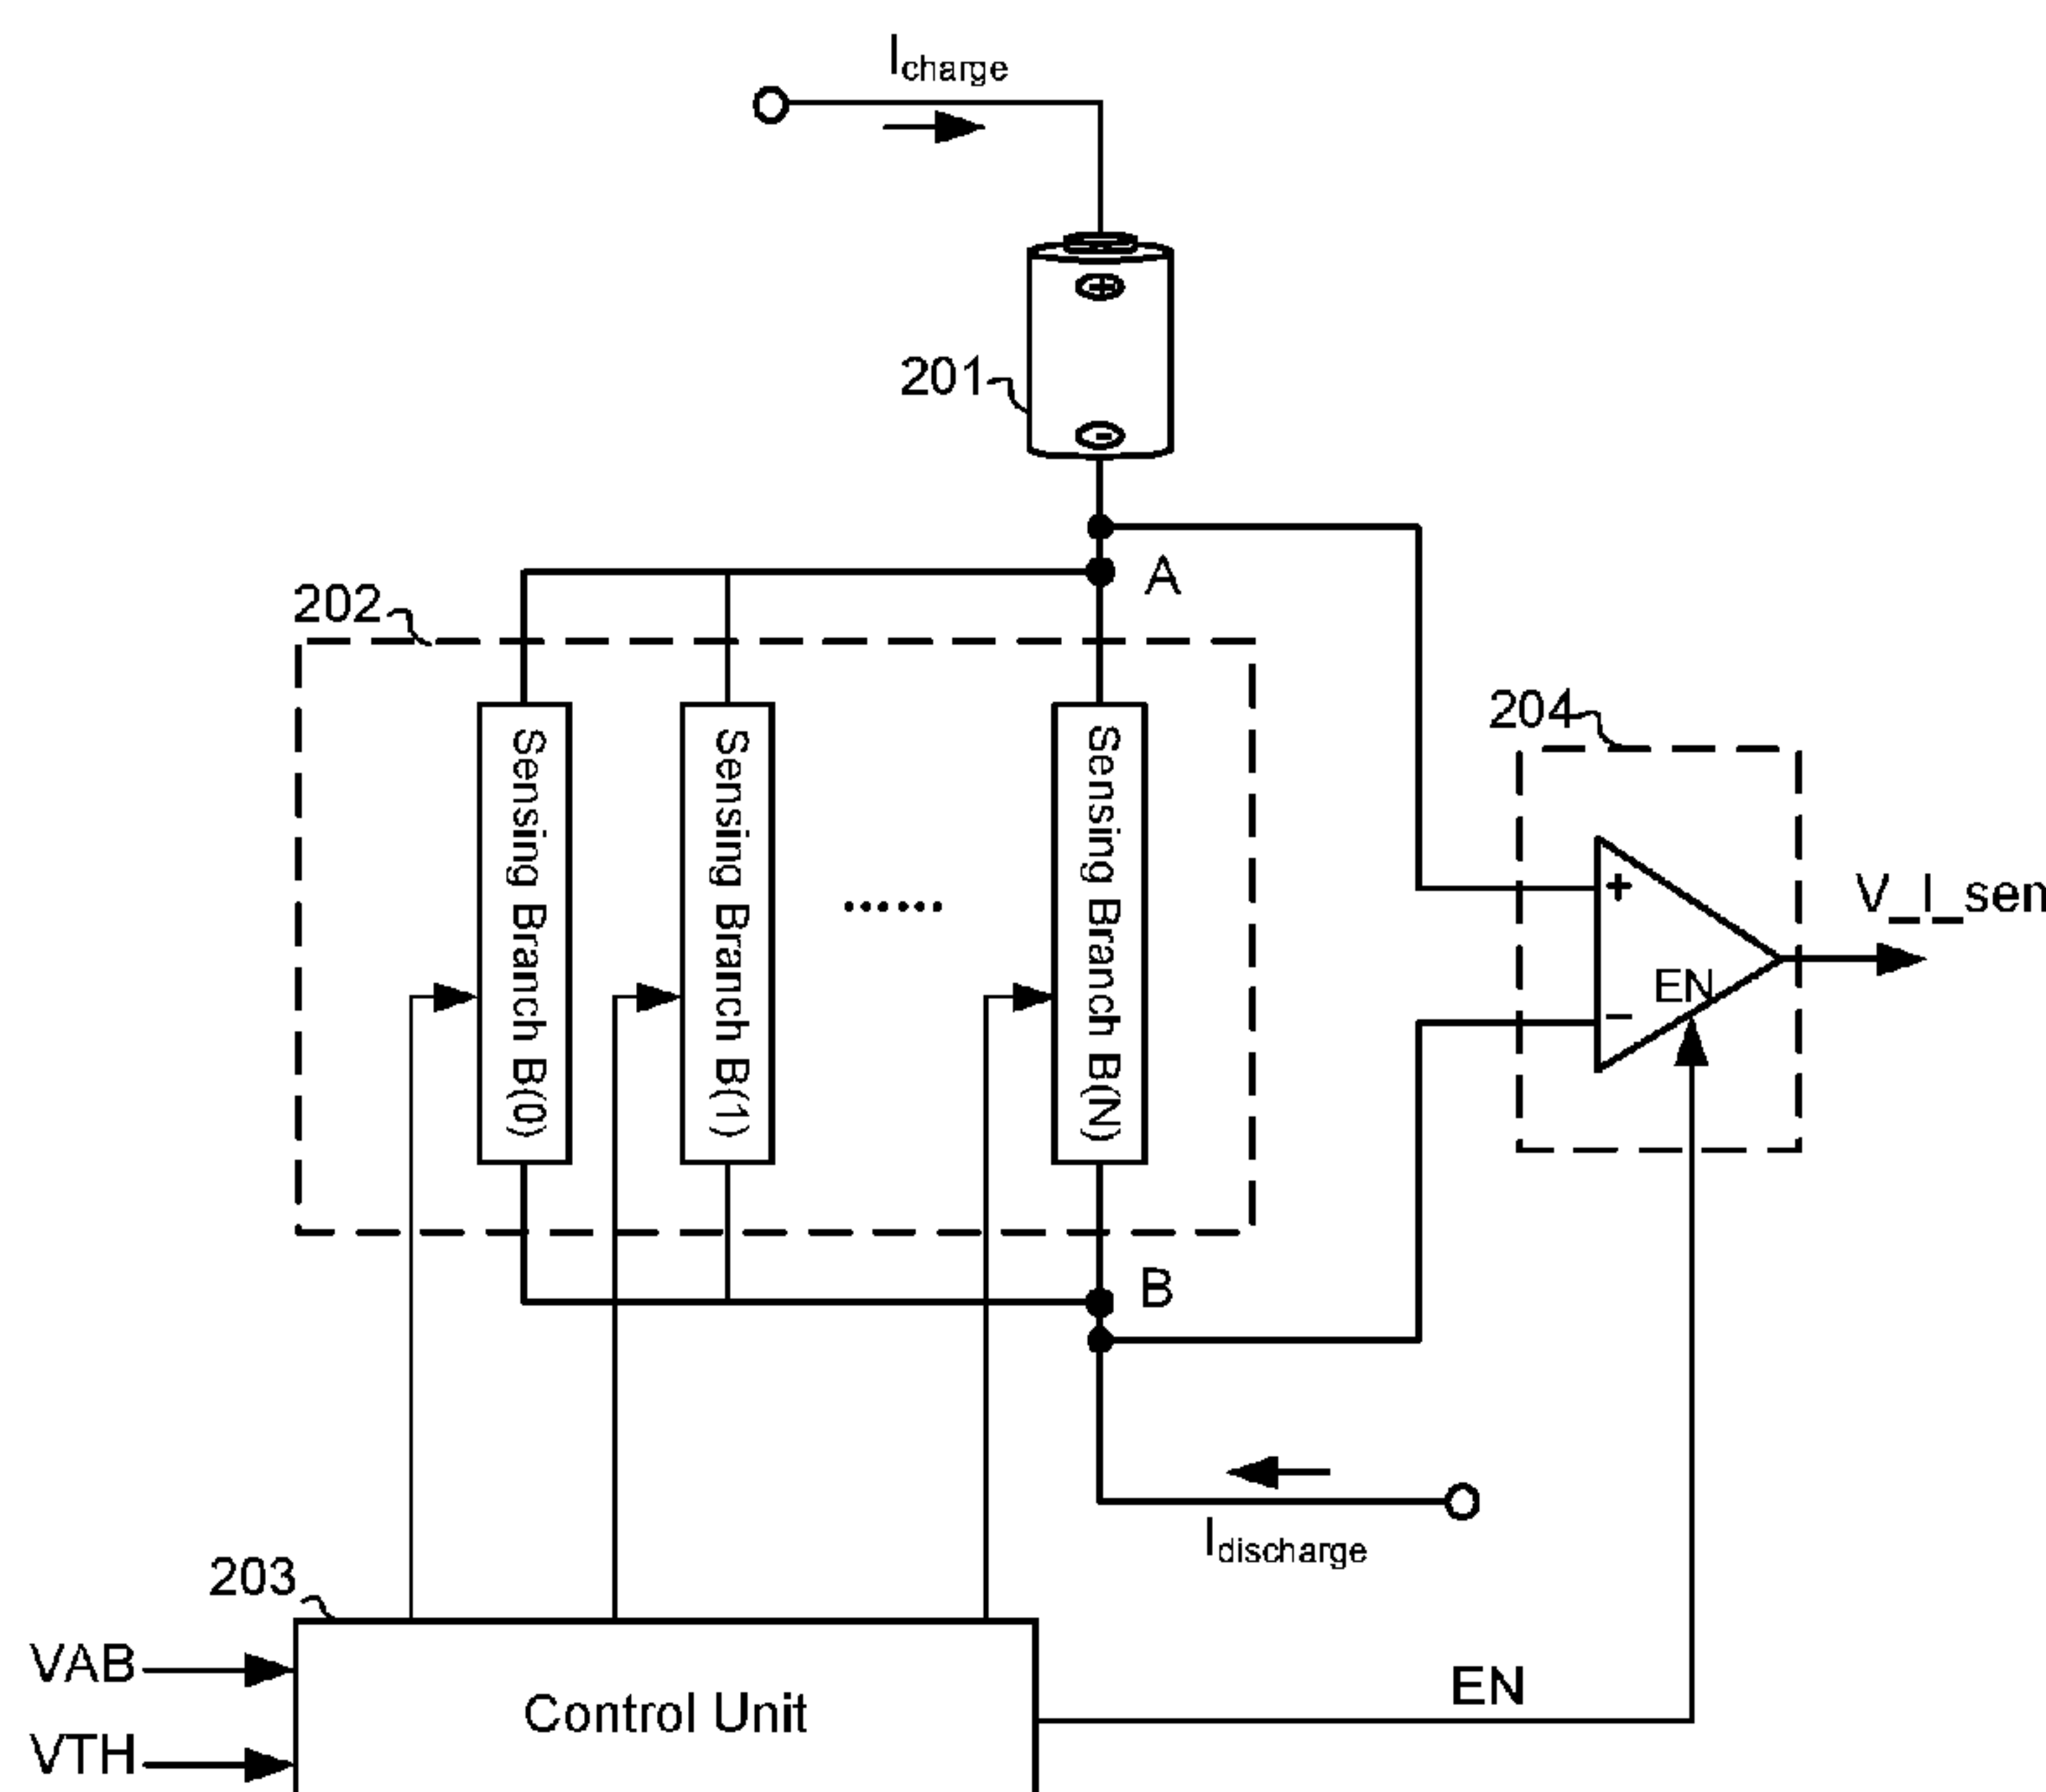 Icharge
201
A
202
204
Sensing Branch B(0)
Sensing Branch B(1)
......
Sensing Branch B(N)
+
-
EN
V_I_sen
B
Idischarge
203
VAB
VTH
Control Unit
EN